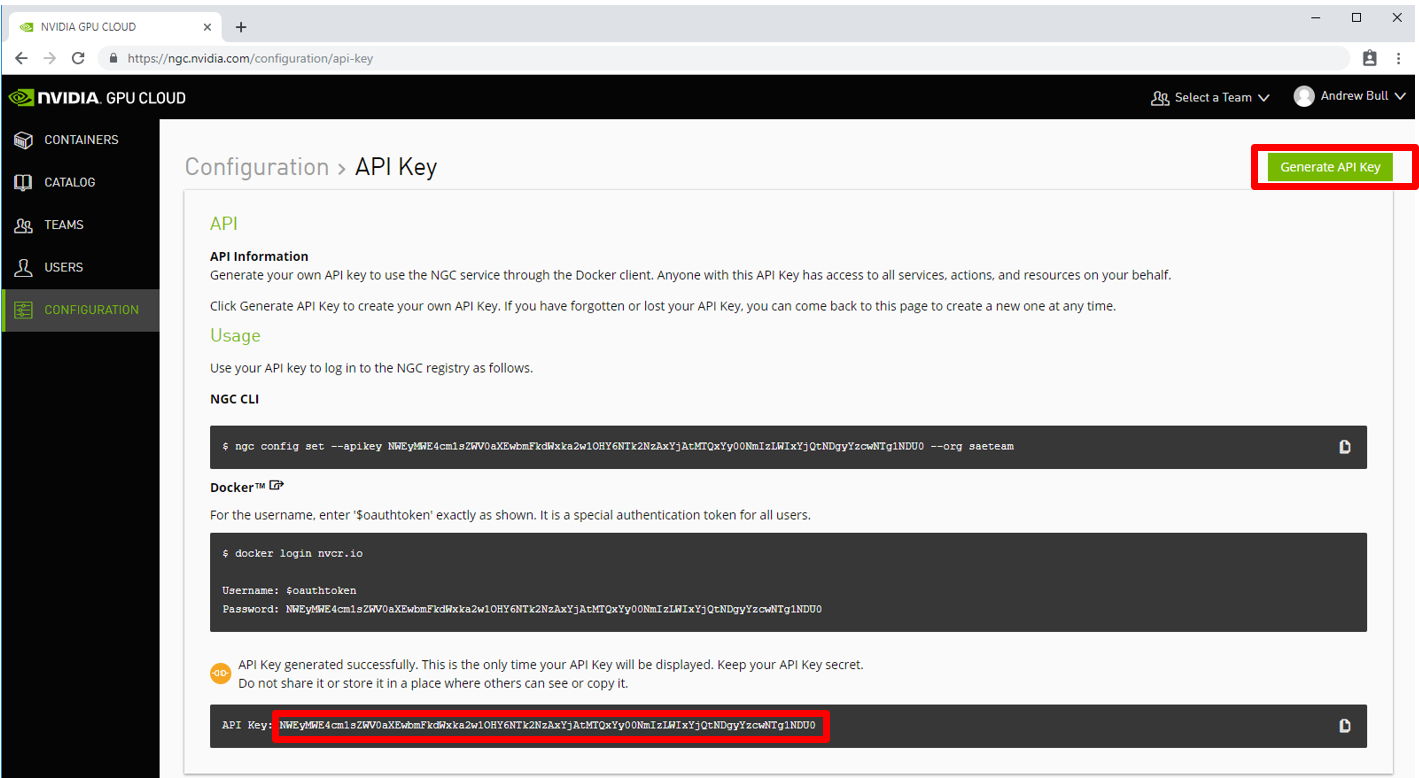 NVIDIA GPU CLOUD
https://ngc.nvidia.com/configuration/api-key
NVIDIA. GPU CLOUD
Select a Team
Andrew Bull
CONTAINERS
CATALOG
TEAMS
USERS
CONFIGURATION
Configuration > API Key
Generate API Key
API
API Information
Generate your own API key to use the NGC service through the Docker client. Anyone with this API Key has access to all services, actions, and resources on your behalf.
Click Generate API Key to create your own API Key. If you have forgotten or lost your API Key, you can come back to this page to create a new one at any time.
Usage
Use your API key to log in to the NGC registry as follows.
NGC CLI
$ ngc config set --apikey NWEyMWE4cm1sZWV0aXEwbmFkdWxka2w1OHY6NTk2NzAxYjAtMTQxYy00NmIzLWIxYjQtNDgyYzcwNTg1NDU0 --org saeteam
Docker™
For the username, enter '$oauthtoken' exactly as shown. It is a special authentication token for all users.
$ docker login nvcr.io
Username: $oauthtoken
Password: NWEyMWE4cm1sZWV0aXEwbmFkdWxka2w1OHY6NTk2NzAxYjAtMTQxYy00NmIzLWIxYjQtNDgyYzcwNTg1NDU0
API Key generated successfully. This is the only time your API Key will be displayed. Keep your API Key secret.
Do not share it or store it in a place where others can see or copy it.
API Key: NWEyMWE4cm1sZWV0aXEwbmFkdWxka2w1OHY6NTk2NzAxYjAtMTQxYy00NmIzLWIxYjQtNDgyYzcwNTg1NDU0